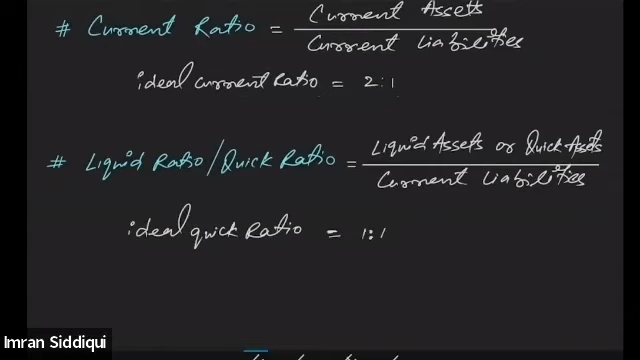 # Current Ratio = Current Assets / Current Liabilities
ideal current Ratio = 2:1
# Liquid Ratio/Quick Ratio = Liquid Assets or Quick Assets / Current Liabilities
ideal quick Ratio = 1:1
Imran Siddiqui